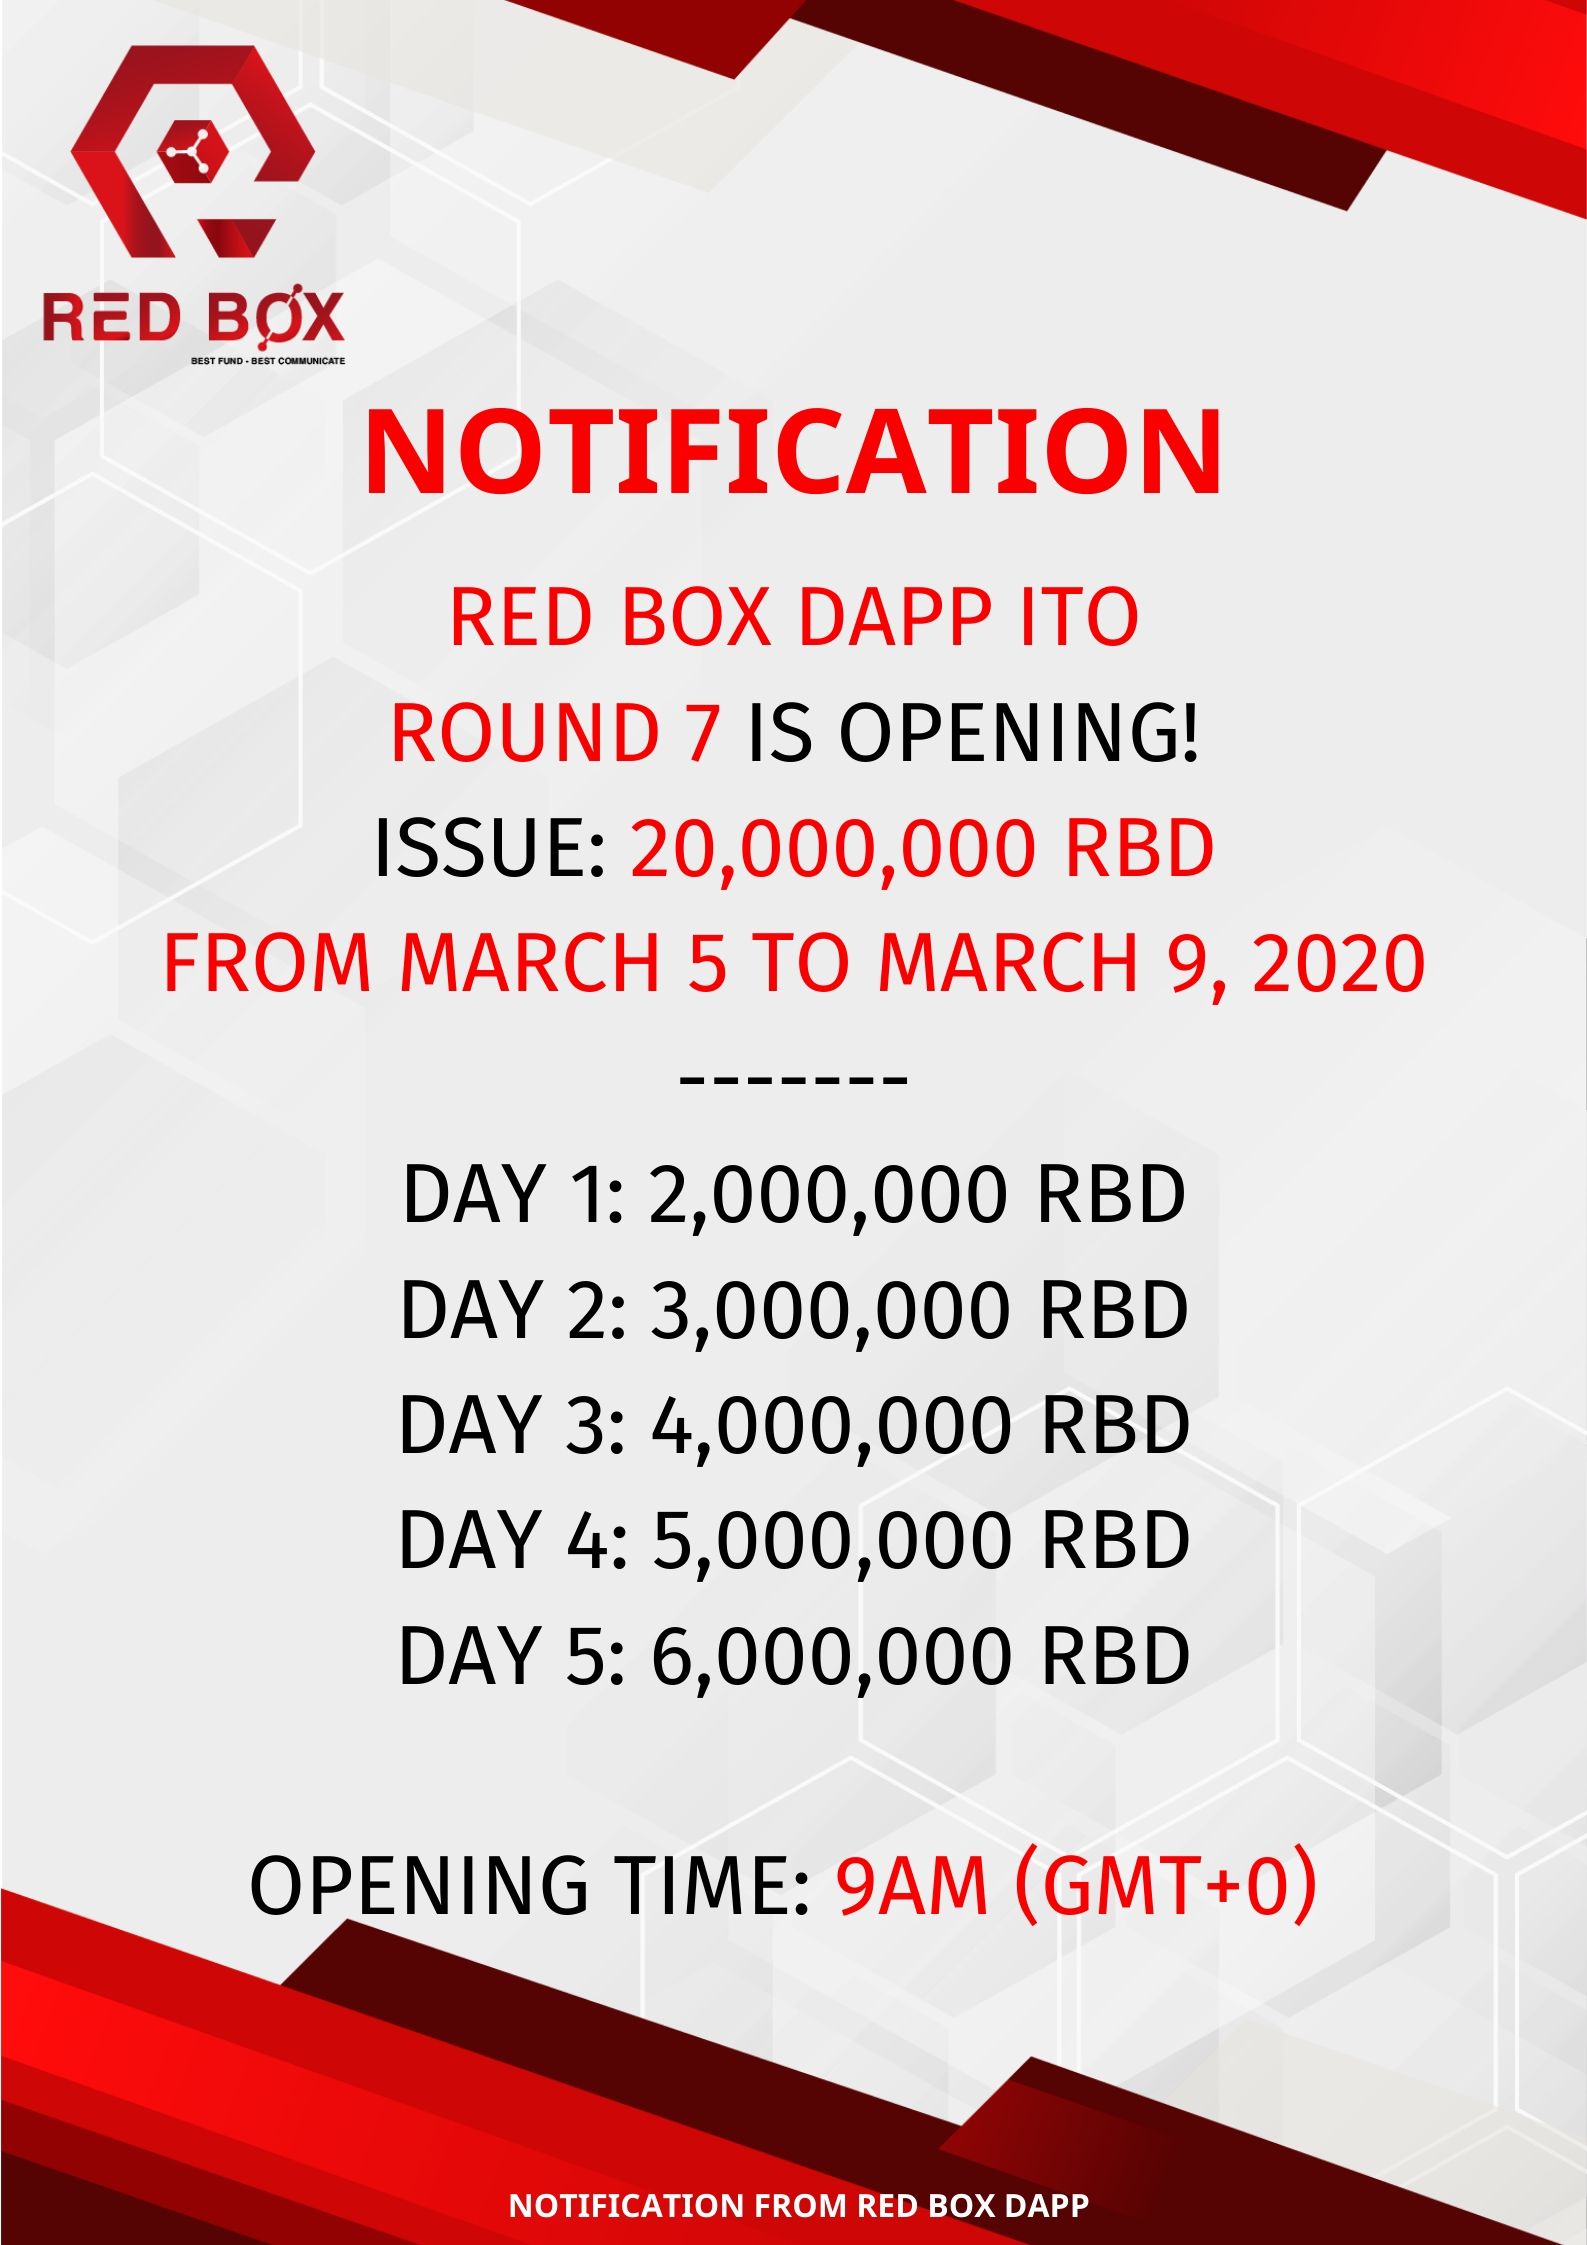 RED BOX
BEST FUND - BEST COMMUNICATE
NOTIFICATION
RED BOX DAPP ITO
ROUND 7 IS OPENING!
ISSUE: 20,000,000 RBD
FROM MARCH 5 TO MARCH 9, 2020
-------
DAY 1: 2,000,000 RBD
DAY 2: 3,000,000 RBD
DAY 3: 4,000,000 RBD
DAY 4: 5,000,000 RBD
DAY 5: 6,000,000 RBD
OPENING TIME: 9AM (GMT+0)
NOTIFICATION FROM RED BOX DAPP